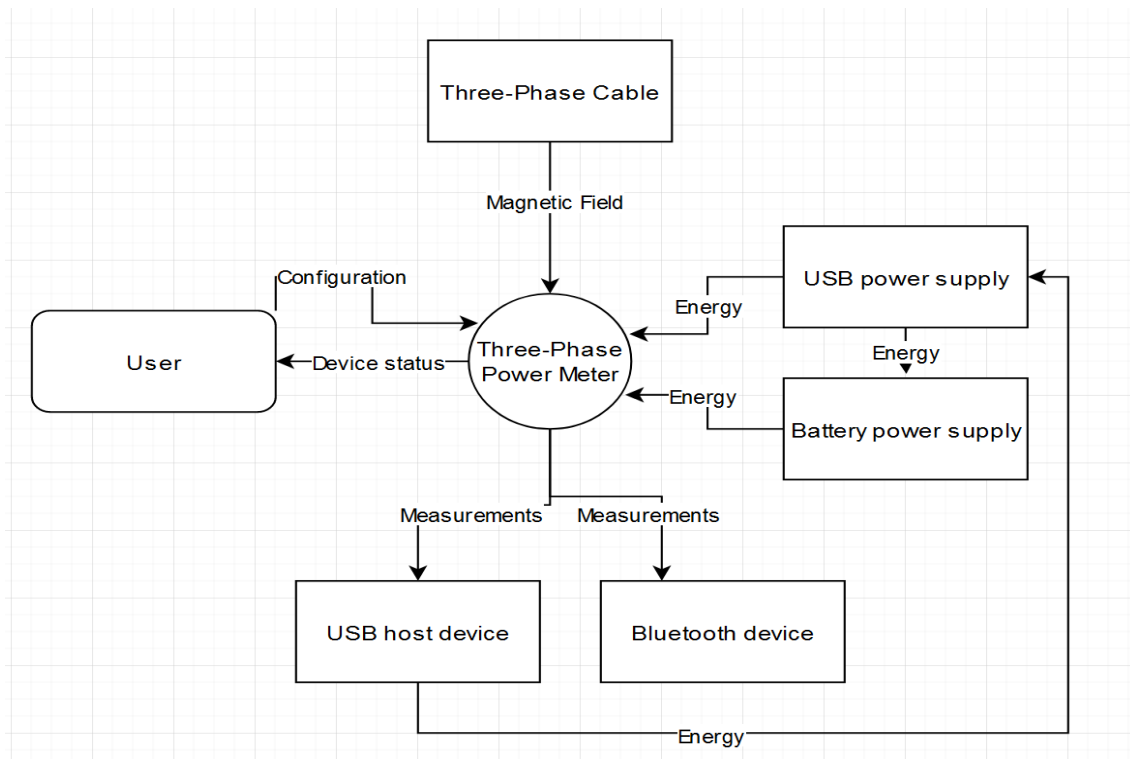 Three-Phase Cable
Magnetic Field
Configuration
USB power supply
Energy
Three-Phase
Power Meter
User
Device status
Energy
Energy
Battery power supply
Measurements
Measurements
USB host device
Bluetooth device
Energy